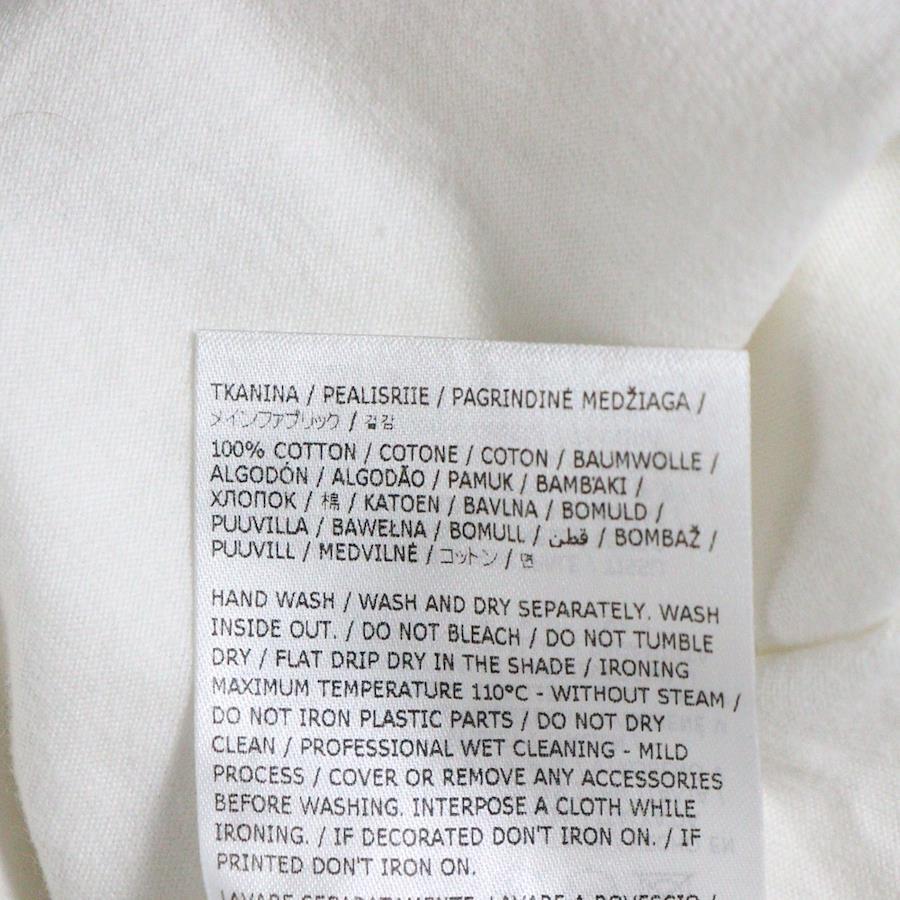 TKANINA / PEALISRIIE / PAGRINDINĖ MEDŽIAGA /
メインファブリック / 겉감
100% COTTON / COTONE / COTON / BAUMWOLLE /
ALGODÓN / ALGODÃO / PAMUK / BAMBAKI /
ХЛОПОК / 棉 / KATOEN / BAVLNA / BOMULD /
PUUVILLA / BAWEŁNA / BOMULL / قطن / BOMBAŽ /
PUUVILL / MEDVILNĖ / コットン / 면
HAND WASH / WASH AND DRY SEPARATELY. WASH
INSIDE OUT. / DO NOT BLEACH / DO NOT TUMBLE
DRY / FLAT DRIP DRY IN THE SHADE / IRONING
MAXIMUM TEMPERATURE 110°C - WITHOUT STEAM /
DO NOT IRON PLASTIC PARTS / DO NOT DRY
CLEAN / PROFESSIONAL WET CLEANING - MILD
PROCESS / COVER OR REMOVE ANY ACCESSORIES
BEFORE WASHING. INTERPOSE A CLOTH WHILE
IRONING. / IF DECORATED DON'T IRON ON. / IF
PRINTED DON'T IRON ON.
LAVARE SEPARATAMENTE. LAVARE A ROVESCIO /